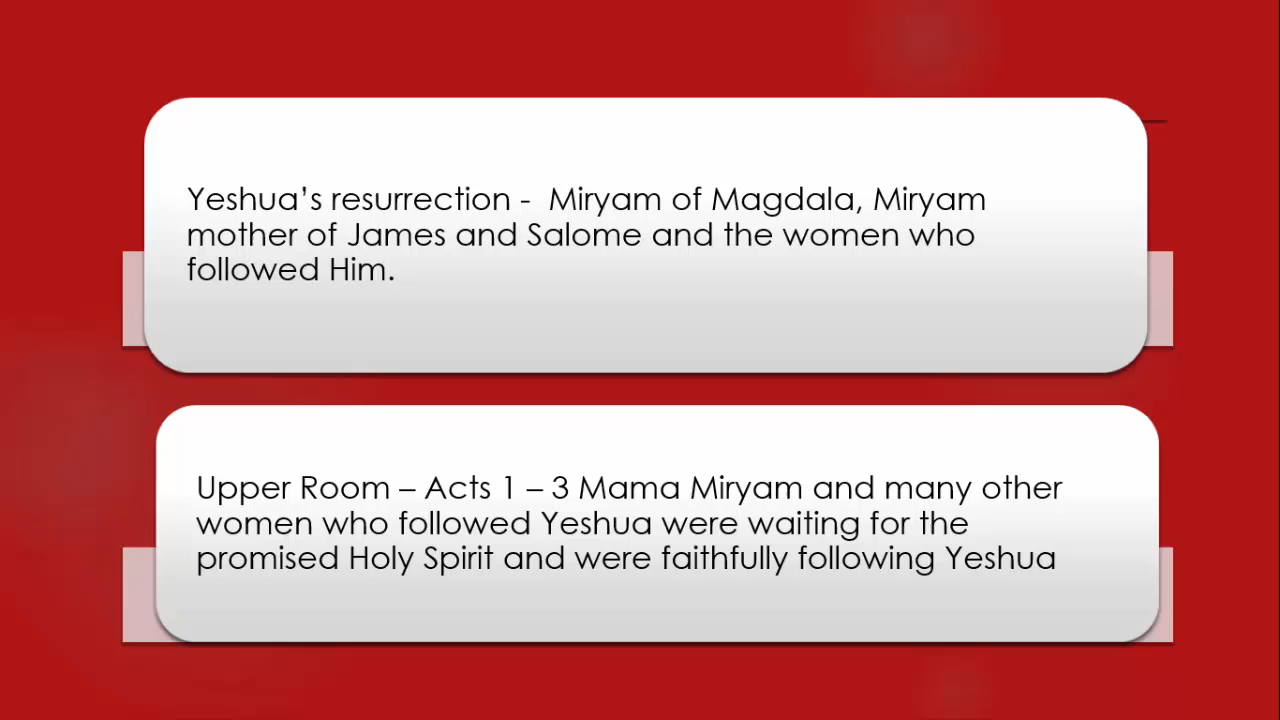 Yeshua’s resurrection -  Miryam of Magdala, Miryam
mother of James and Salome and the women who
followed Him.
Upper Room – Acts 1 – 3 Mama Miryam and many other
women who followed Yeshua were waiting for the
promised Holy Spirit and were faithfully following Yeshua